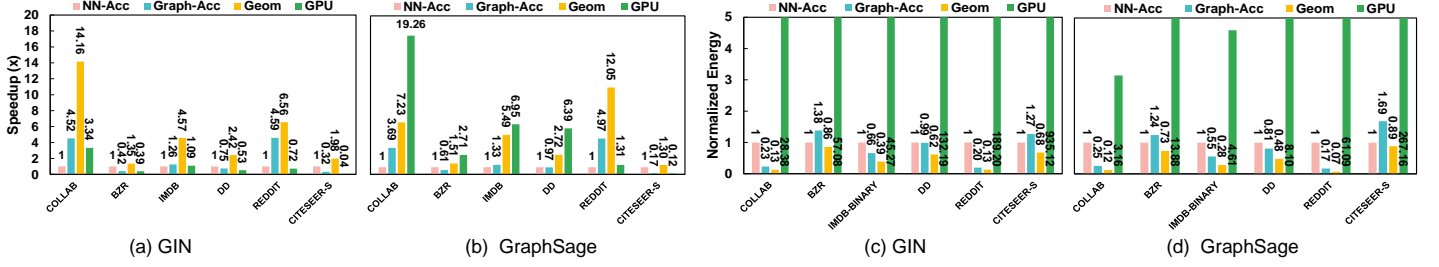 NN-Acc Graph-Acc Geom GPU
Speedup (x)
20
18
16
14
12
10
8
6
4
2
0
1 4.52 14.16 3.34
1 0.42 1.35 0.39
1 1.26 4.57 1.09
1 0.75 2.42 0.53
1 4.59 6.56 0.72
1 0.32 1.98 0.04
COLLAB BZR IMDB DD REDDIT CITESEER-S
(a) GIN
NN-Acc Graph-Acc Geom GPU
1 3.69 7.23 19.26
1 0.61 1.51 2.71
1 1.33 5.49 6.95
1 0.97 2.72 6.39
1 4.97 12.05 1.31
1 0.17 1.30 0.12
COLLAB BZR IMDB DD REDDIT CITESEER-S
(b) GraphSage
NN-Acc Graph-Acc Geom GPU
Normalized Energy
5
4
3
2
1
0
1 0.23 0.13 28.38
1 1.38 0.86 57.08
1 0.66 0.39 45.27
1 0.99 0.62 132.19
1 0.20 0.13 189.20
1 1.27 0.68 935.12
COLLAB BZR IMDB-BINARY DD REDDIT CITESEER-S
(c) GIN
NN-Acc Graph-Acc Geom GPU
1 0.25 0.12 3.16
1 1.24 0.73 13.88
1 0.55 0.28 4.61
1 0.81 0.48 8.10
1 0.17 0.07 61.09
1 1.69 0.89 267.16
COLLAB BZR IMDB-BINARY DD REDDIT CITESEER-S
(d) GraphSage